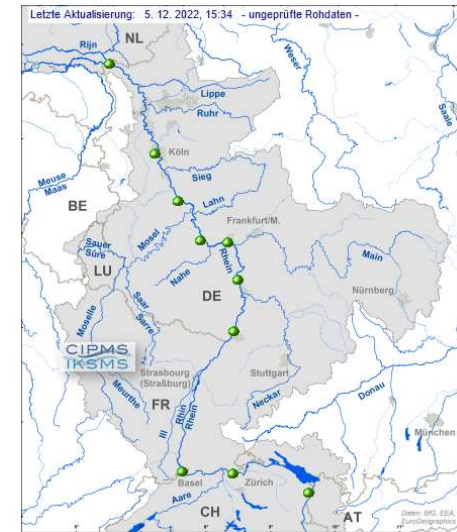 Letzte Aktualisierung: 5. 12. 2022, 15:34 - ungeprüfte Rohdaten -
NL
Rijn
Weser
Lippe
Ruhr
Saale
Köln
Sieg
Meuse
Maas
BE
Lahn
Frankfurt/M.
Mosel
Sauer
Sûre
Rhein
Main
LU
Nahe
DE
Nürnberg
Moselle
Saar
Sarre
CIPMS
IKSMS
Strasbourg
(Straßburg)
Stuttgart
Meurthe
Neckar
Donau
FR
Ill
Rhin
Rhein
München
Basel
Zürich
Aare
CH
AT
Daten: BfG, EEA,
EuroGeographics